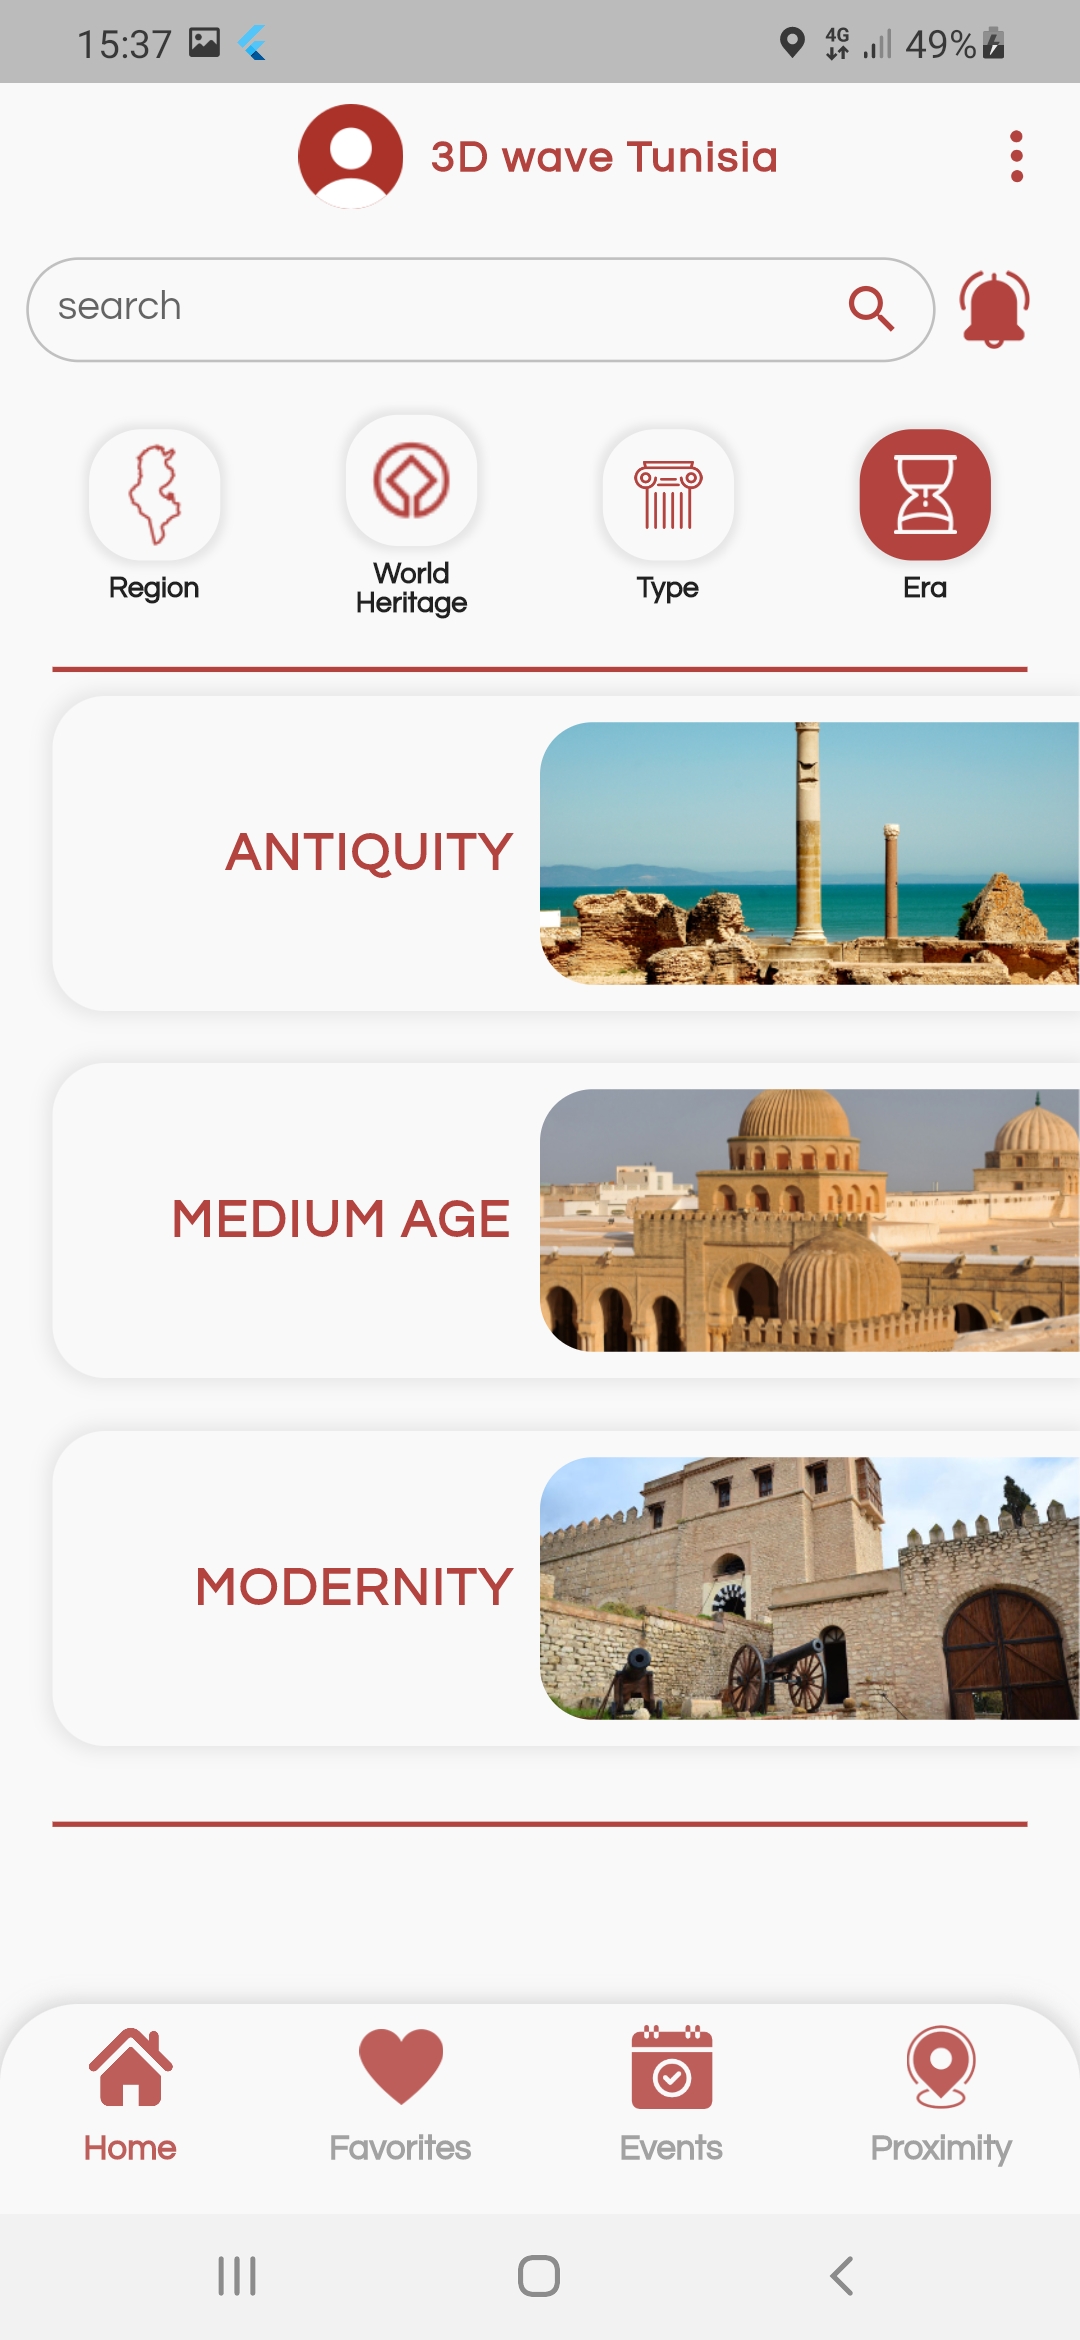 15:37
4G 49%
3D wave Tunisia
search
Region
World
Heritage
Type
Era
ANTIQUITY
MEDIUM AGE
MODERNITY
Home
Favorites
Events
Proximity